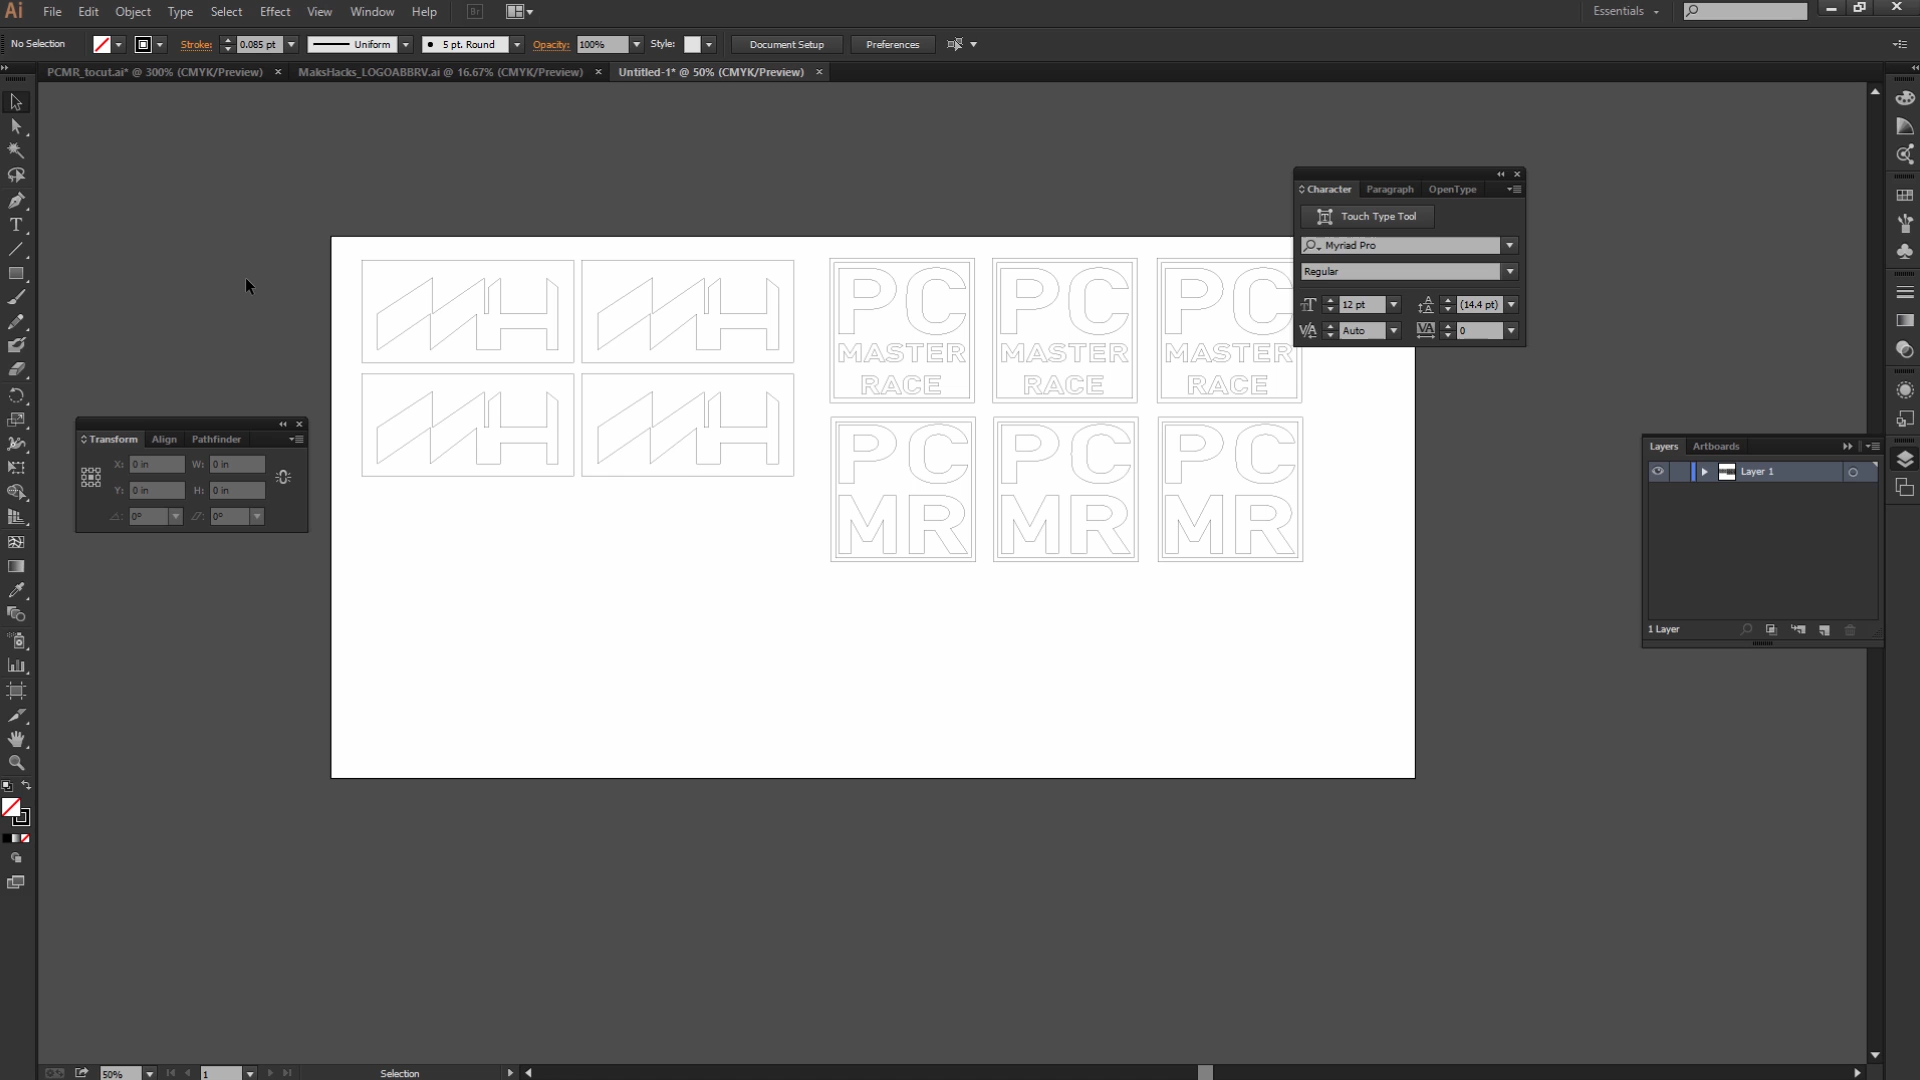 Ai File Edit Object Type Select Effect View Window Help Br Essentials
No Selection Stroke: 0.085 pt Uniform 5 pt. Round Opacity: 100% Style: Document Setup Preferences
PCMR_tocut.ai* @ 300% (CMYK/Preview) MaksHacks_LOGOABBRV.ai @ 16.67% (CMYK/Preview) Untitled-1* @ 50% (CMYK/Preview)
MH MH
MH MH
PC PC PC
MASTER MASTER MASTER
RACE RACE RACE
PC PC PC
MR MR MR
Character Paragraph OpenType
Touch Type Tool
Myriad Pro
Regular
12 pt (14.4 pt)
Auto 0
Transform Align Pathfinder
X: 0 in W: 0 in
Y: 0 in H: 0 in
0° 0°
Layers Artboards
Layer 1
1 Layer
50% 1 Selection